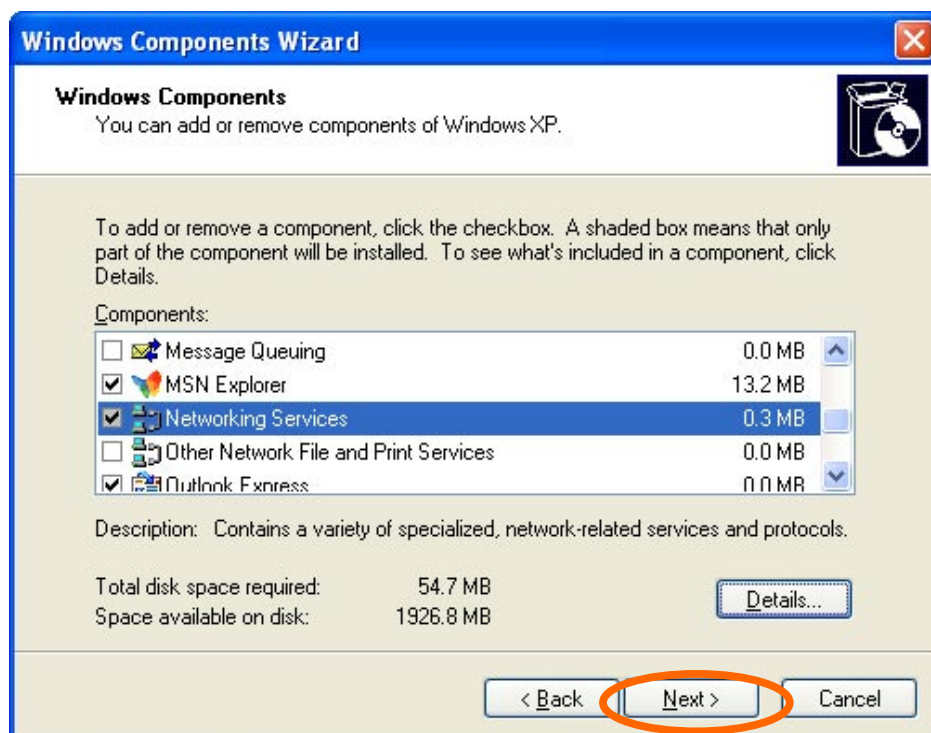 Windows Components Wizard
Windows Components
You can add or remove components of Windows XP.
To add or remove a component, click the checkbox. A shaded box means that only
part of the component will be installed. To see what's included in a component, click
Details.
Components:
Message Queuing 0.0 MB
MSN Explorer 13.2 MB
Networking Services 0.3 MB
Other Network File and Print Services 0.0 MB
Outlook Express 0.0 MB
Description: Contains a variety of specialized, network-related services and protocols.
Total disk space required: 54.7 MB
Space available on disk: 1926.8 MB
Details...
< Back Next > Cancel